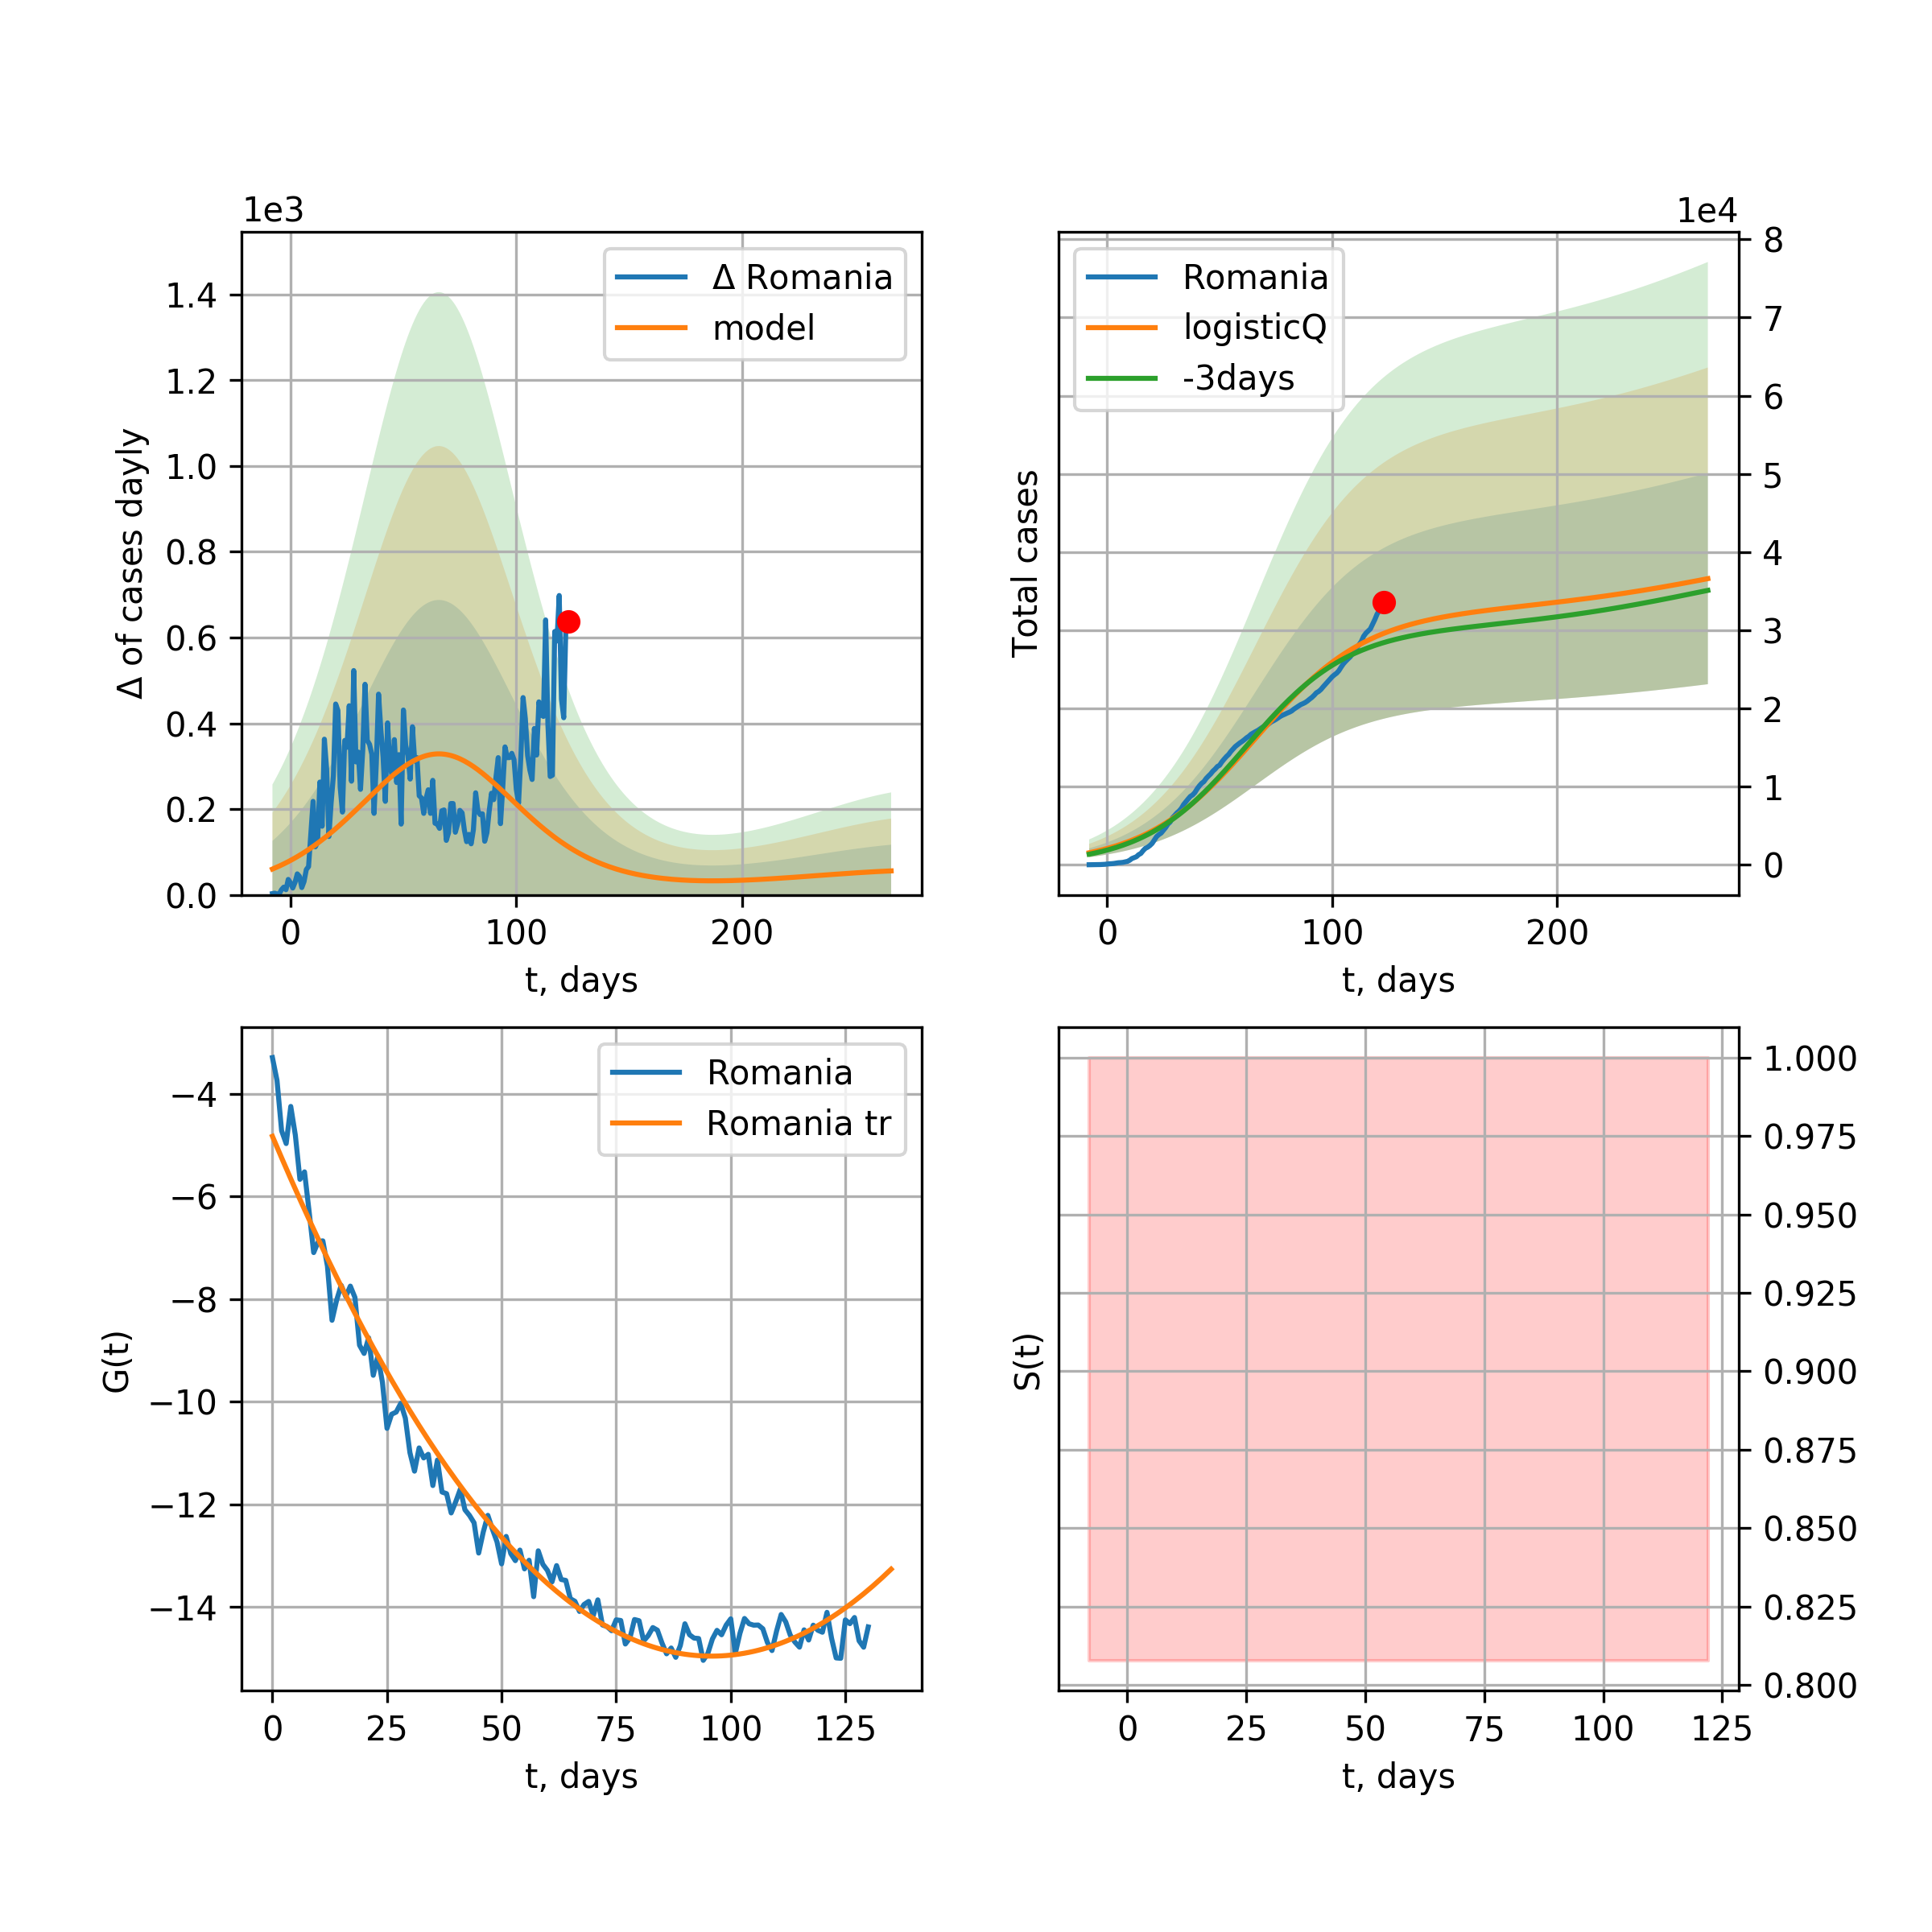 1e3
Δ Romania
model
1.4
1.2
1.0
0.8
0.6
0.4
0.2
0.0
Δ of cases dayly
0 100 200
t, days
1e4
Romania
logisticQ
-3days
8
7
6
5
4
3
2
1
0
Total cases
0 100 200
t, days
Romania
Romania tr
−4
−6
−8
−10
−12
−14
G(t)
0 25 50 75 100 125
t, days
1.000
0.975
0.950
0.925
0.900
0.875
0.850
0.825
0.800
S(t)
0 25 50 75 100 125
t, days